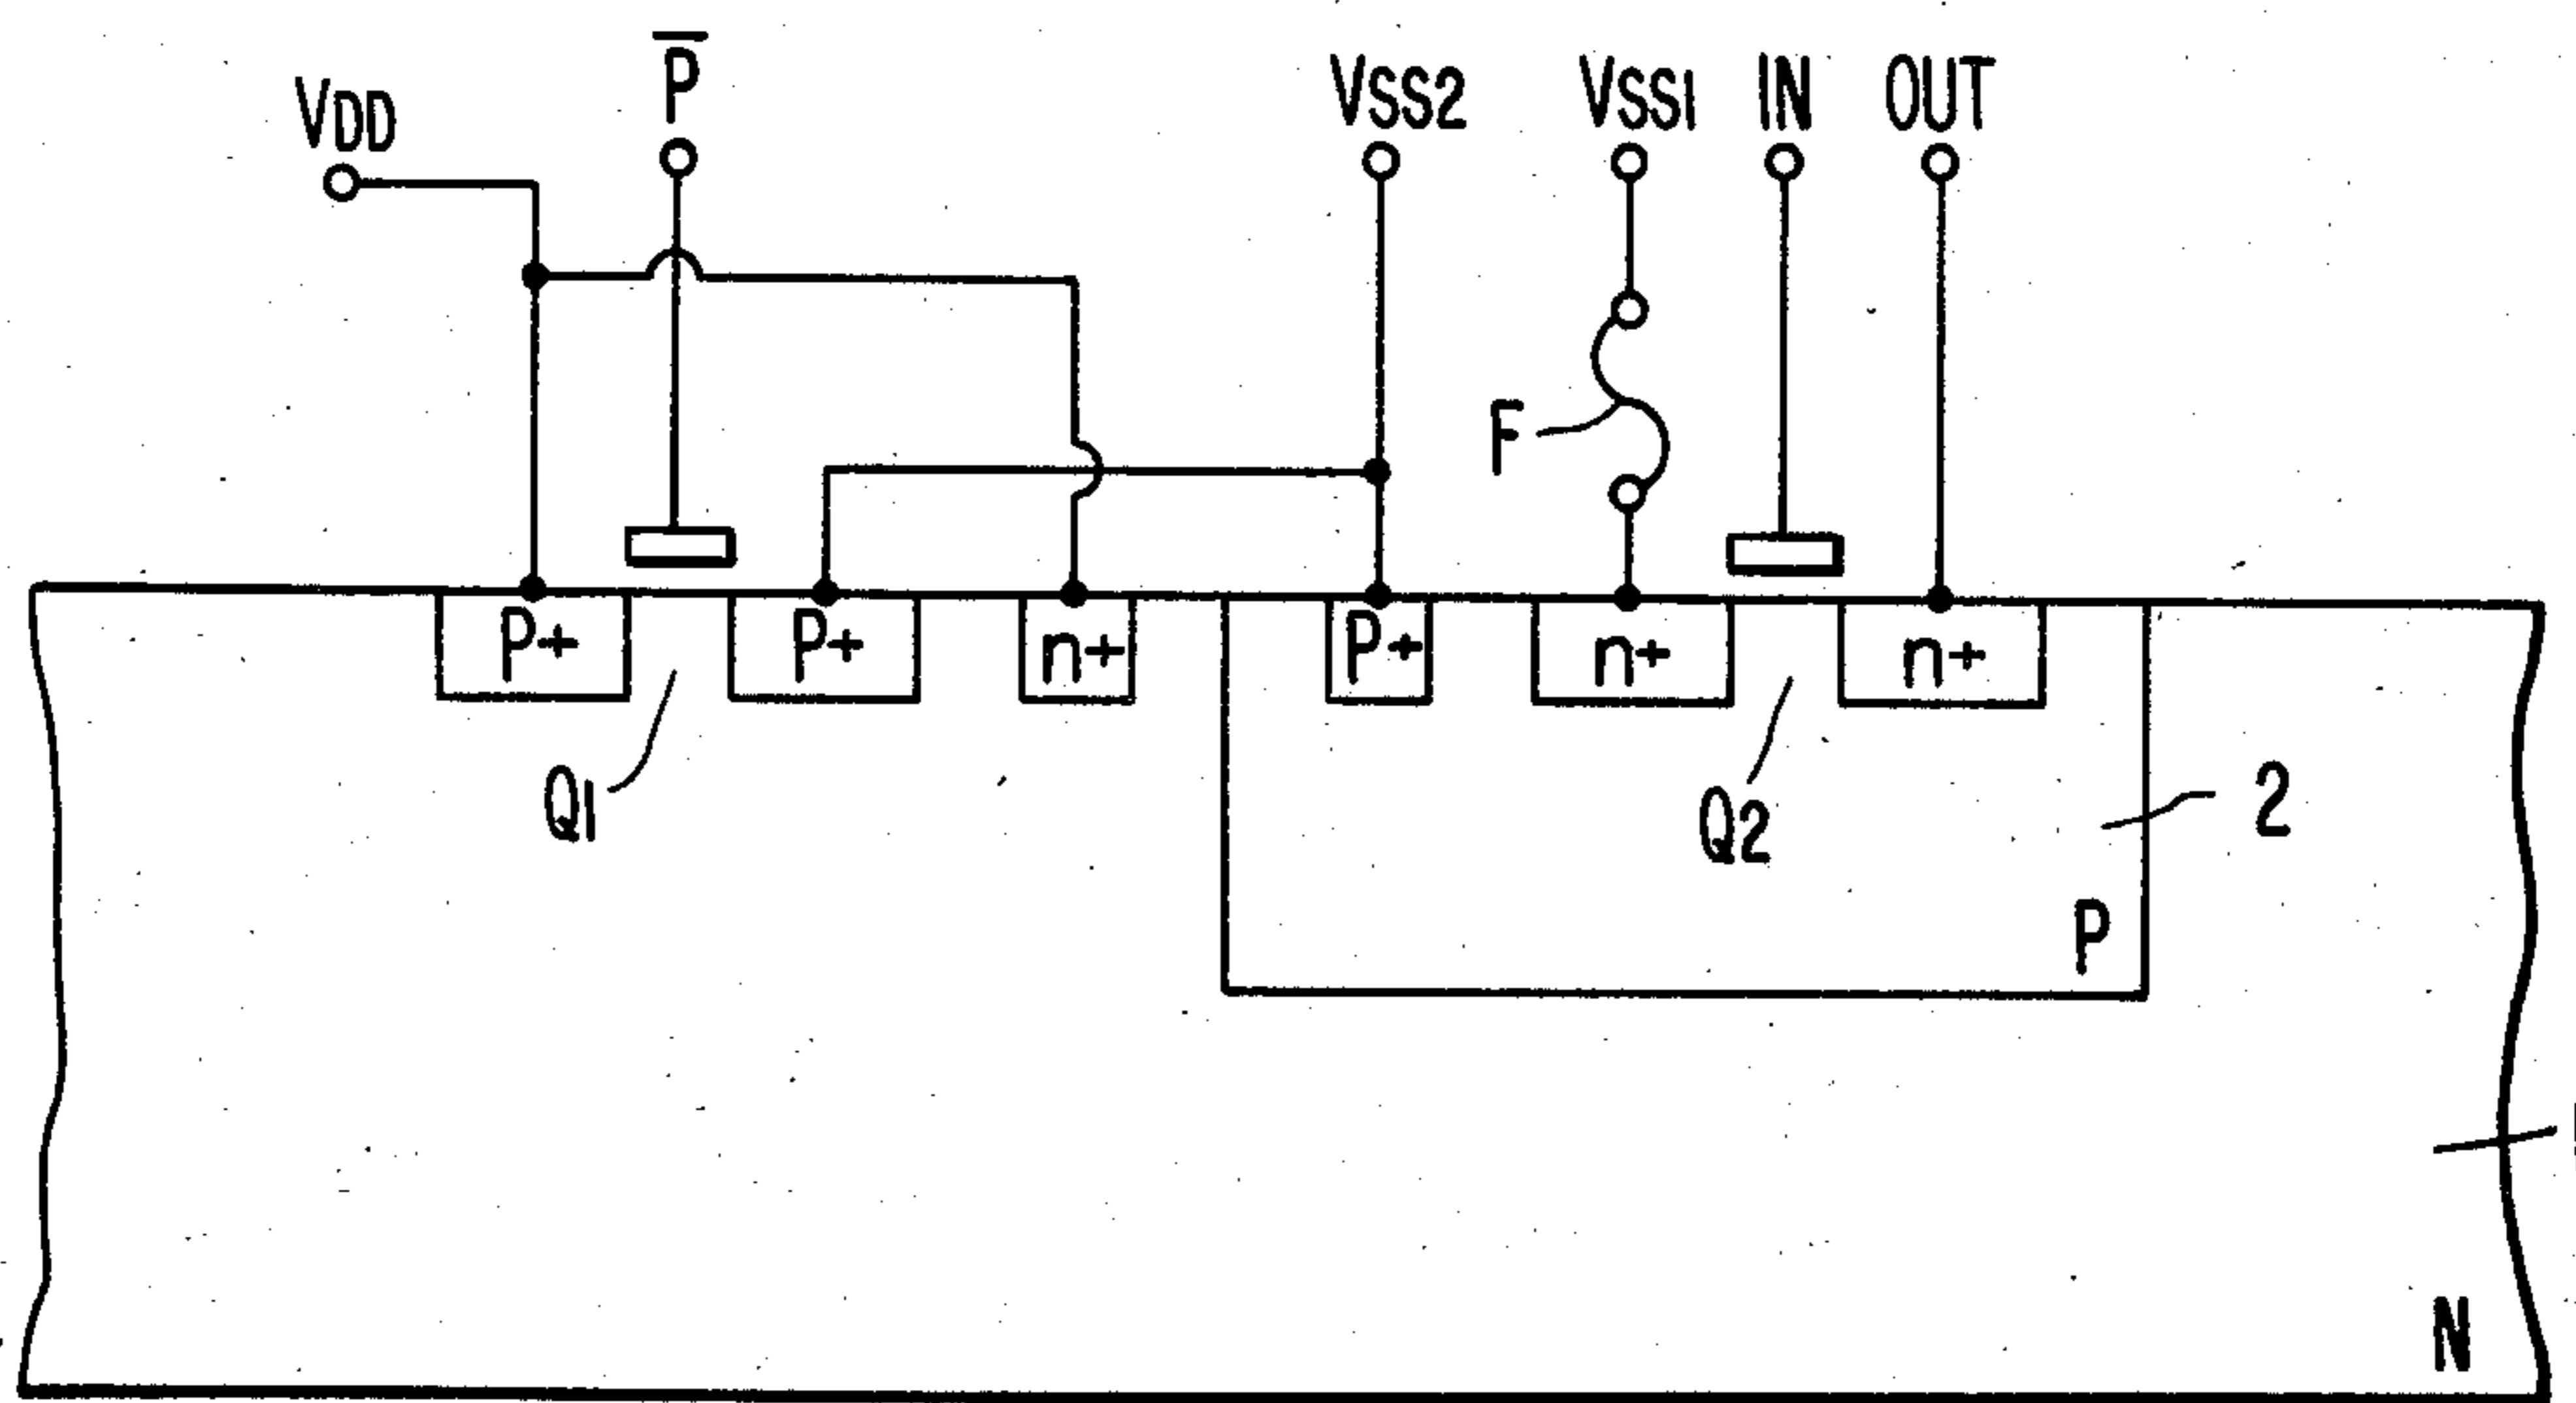 VDD
P̅
VSS2
VSS1
IN
OUT
F
P+
P+
n+
P+
n+
n+
Q1
Q2
2
P
N